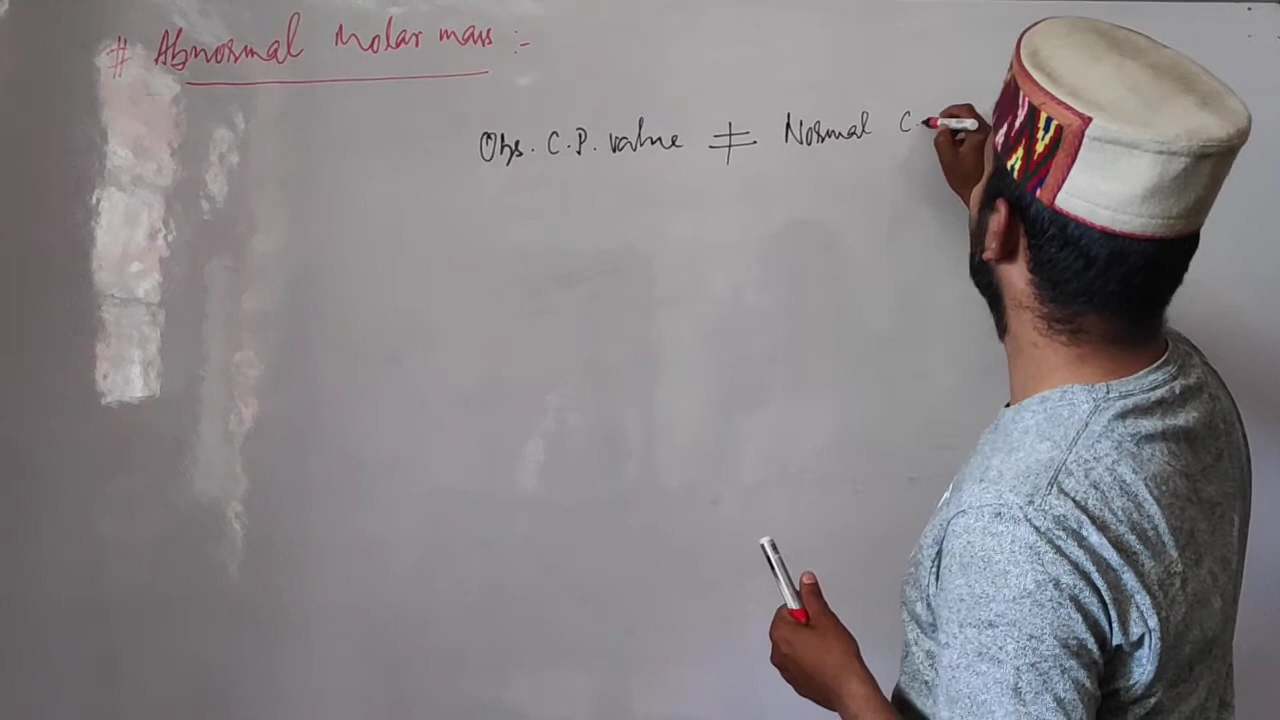 # Abnormal Molar mass :-
Obs. C.P. value ≠ Normal C